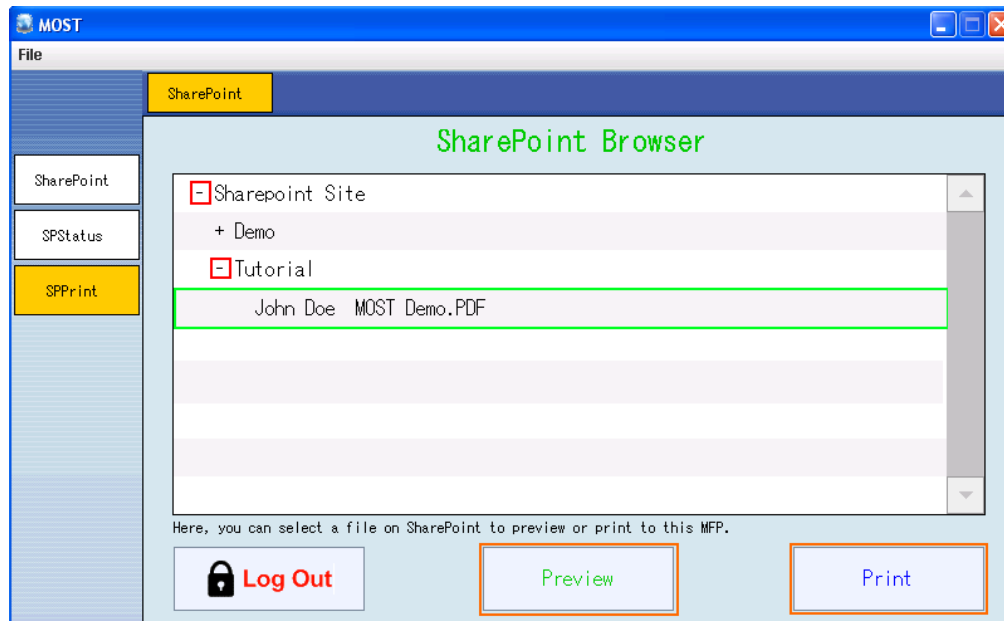 MOST
File
SharePoint
SharePoint Browser
SharePoint
SPStatus
SPPrint
- Sharepoint Site
+ Demo
- Tutorial
John Doe MOST Demo.PDF
Here, you can select a file on SharePoint to preview or print to this MFP.
Log Out
Preview
Print